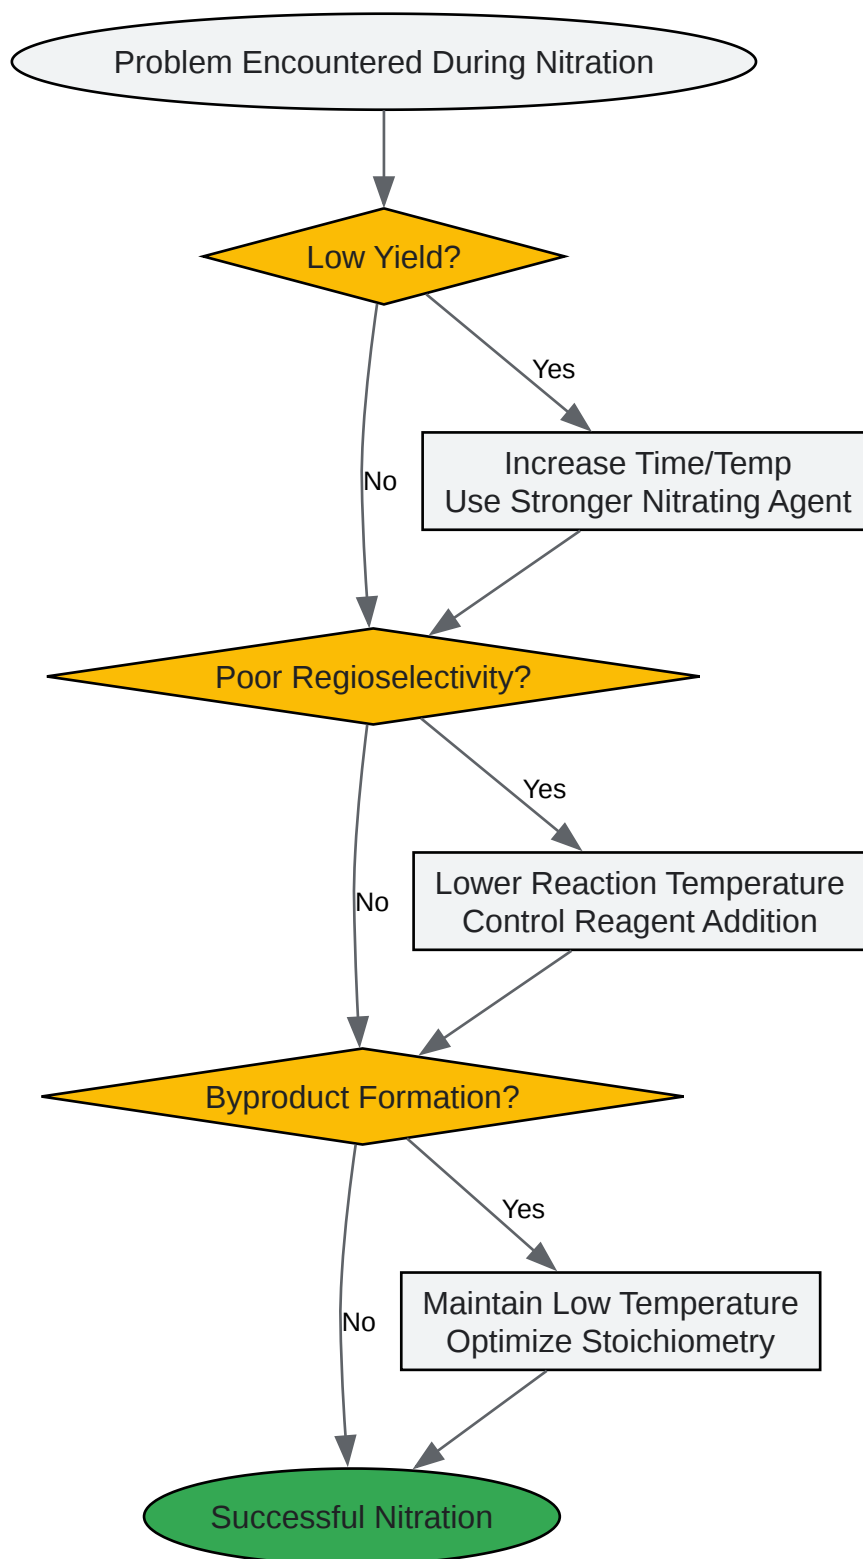 Problem Encountered During Nitration
Low Yield?
Yes
Increase Time/Temp
Use Stronger Nitrating Agent
No
Poor Regioselectivity?
Yes
Lower Reaction Temperature
Control Reagent Addition
No
Byproduct Formation?
Yes
Maintain Low Temperature
Optimize Stoichiometry
No
Successful Nitration